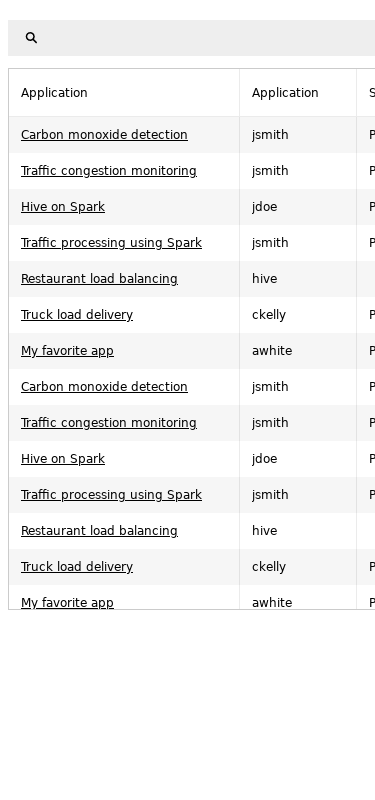 Application Application S
Carbon monoxide detection jsmith P
Traffic congestion monitoring jsmith P
Hive on Spark jdoe P
Traffic processing using Spark jsmith P
Restaurant load balancing hive
Truck load delivery ckelly P
My favorite app awhite P
Carbon monoxide detection jsmith P
Traffic congestion monitoring jsmith P
Hive on Spark jdoe P
Traffic processing using Spark jsmith P
Restaurant load balancing hive
Truck load delivery ckelly P
My favorite app awhite P